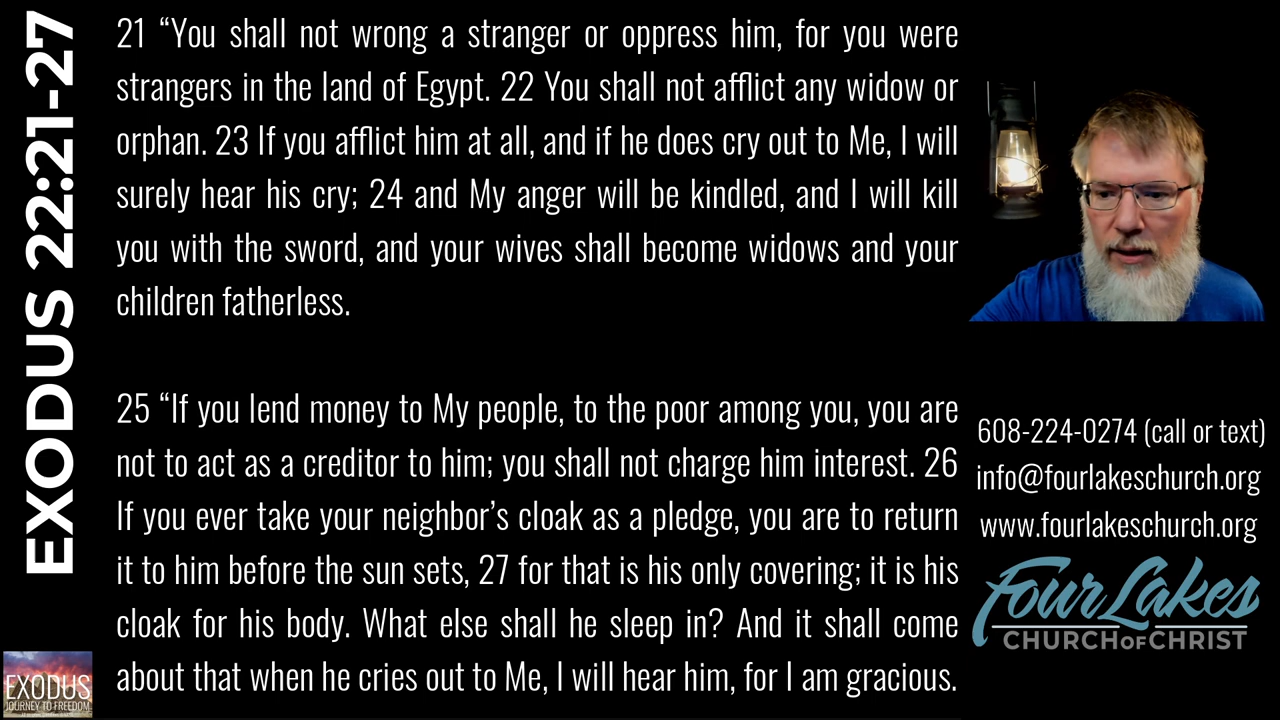 EXODUS 22:21-27
21 “You shall not wrong a stranger or oppress him, for you were
strangers in the land of Egypt. 22 You shall not afflict any widow or
orphan. 23 If you afflict him at all, and if he does cry out to Me, I will
surely hear his cry; 24 and My anger will be kindled, and I will kill
you with the sword, and your wives shall become widows and your
children fatherless.
25 “If you lend money to My people, to the poor among you, you are
not to act as a creditor to him; you shall not charge him interest. 26
If you ever take your neighbor’s cloak as a pledge, you are to return
it to him before the sun sets, 27 for that is his only covering; it is his
cloak for his body. What else shall he sleep in? And it shall come
about that when he cries out to Me, I will hear him, for I am gracious.
608-224-0274 (call or text)
info@fourlakeschurch.org
www.fourlakeschurch.org
Four Lakes
CHURCH OF CHRIST
EXODUS
JOURNEY TO FREEDOM